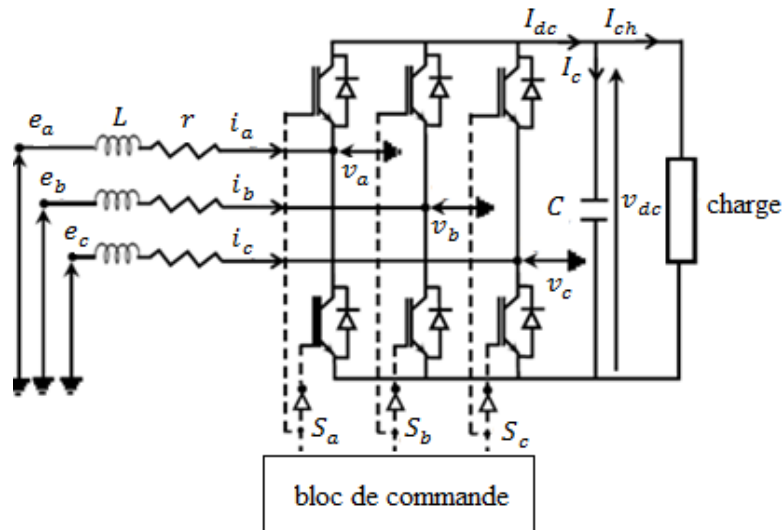 I_dc I_ch
I_c
e_a L r i_a
v_a
e_b i_b
v_b
C v_dc charge
e_c i_c
v_c
S_a S_b S_c
bloc de commande